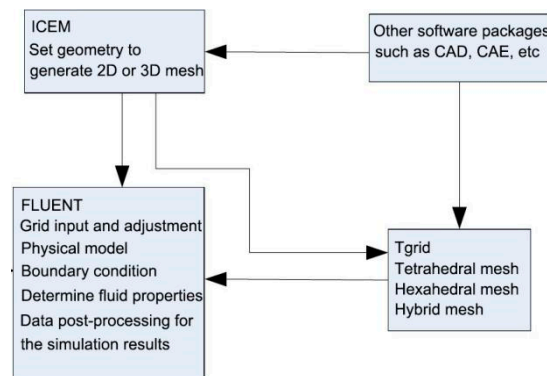 ICEM
Set geometry to
generate 2D or 3D mesh
Other software packages
such as CAD, CAE, etc
FLUENT
Grid input and adjustment
Physical model
Boundary condition
Determine fluid properties
Data post-processing for
the simulation results
Tgrid
Tetrahedral mesh
Hexahedral mesh
Hybrid mesh